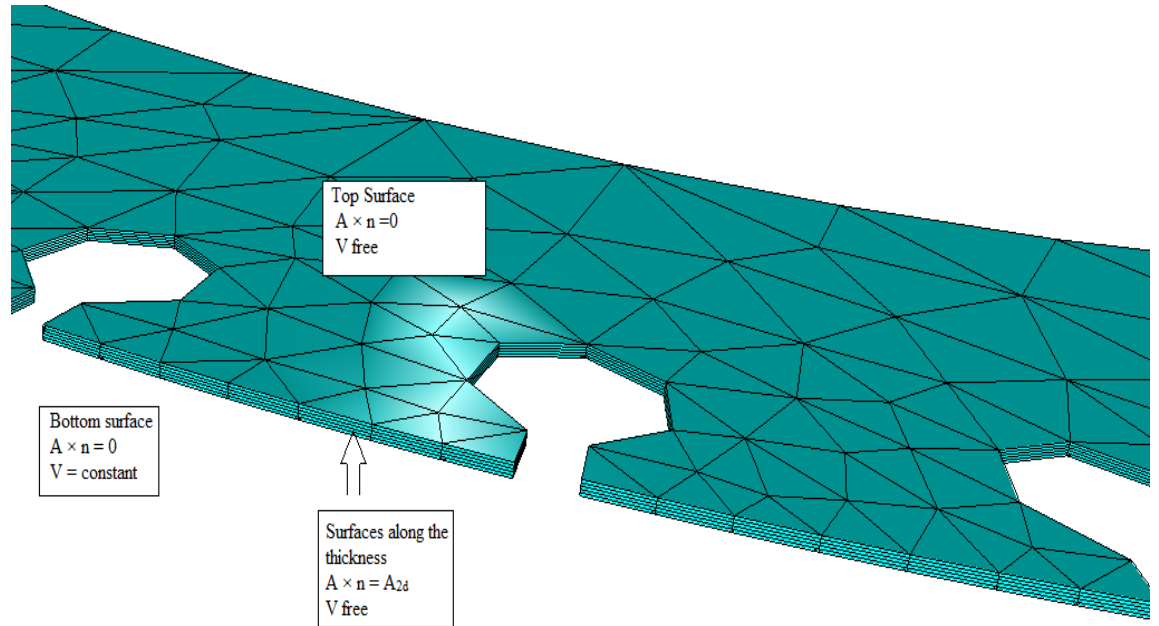 Top Surface
A × n =0
V free
Bottom surface
A × n = 0
V = constant
Surfaces along the
thickness
A × n = A2d
V free